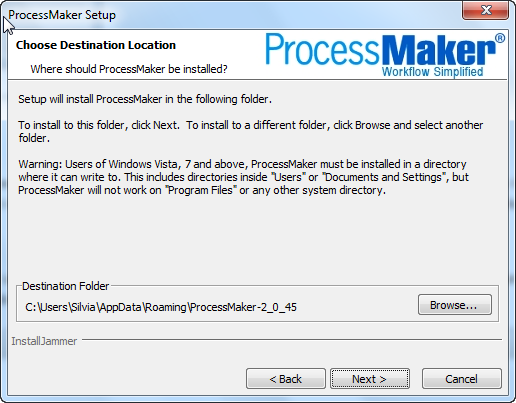 ProcessMaker Setup
Choose Destination Location
Where should ProcessMaker be installed?
ProcessMaker®
Workflow Simplified
Setup will install ProcessMaker in the following folder.
To install to this folder, click Next. To install to a different folder, click Browse and select another
folder.
Warning: Users of Windows Vista, 7 and above, ProcessMaker must be installed in a directory
where it can write to. This includes directories inside "Users" or "Documents and Settings", but
ProcessMaker will not work on "Program Files" or any other system directory.
Destination Folder
C:\Users\Silvia\AppData\Roaming\ProcessMaker-2_0_45
Browse...
InstallJammer
< Back
Next >
Cancel